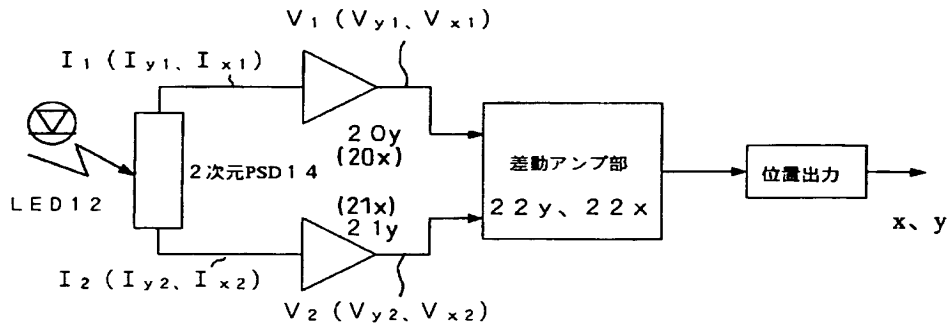 V₁(V_y1、V_x1)
I₁(I_y1、I_x1)
20y
(20x)
差動アンプ部
22y、22x
位置出力
x、y
2次元PSD14
LED12
(21x)
21y
I₂(I_y2、I_x2)
V₂(V_y2、V_x2)